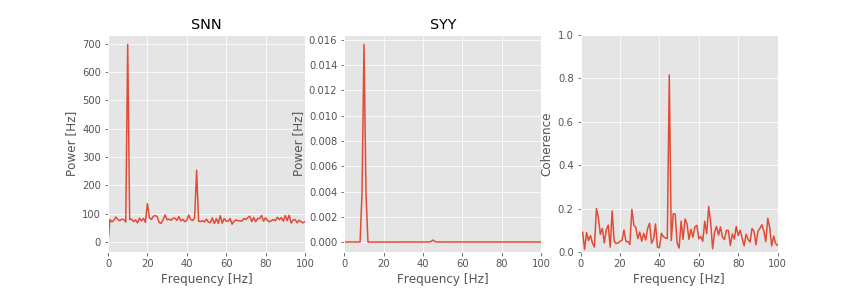 SNN
Power [Hz]
700
600
500
400
300
200
100
0
0 20 40 60 80 100
Frequency [Hz]
SYY
Power [Hz]
0.016
0.014
0.012
0.010
0.008
0.006
0.004
0.002
0.000
0 20 40 60 80 100
Frequency [Hz]
Coherence
1.0
0.8
0.6
0.4
0.2
0.0
0 20 40 60 80 100
Frequency [Hz]